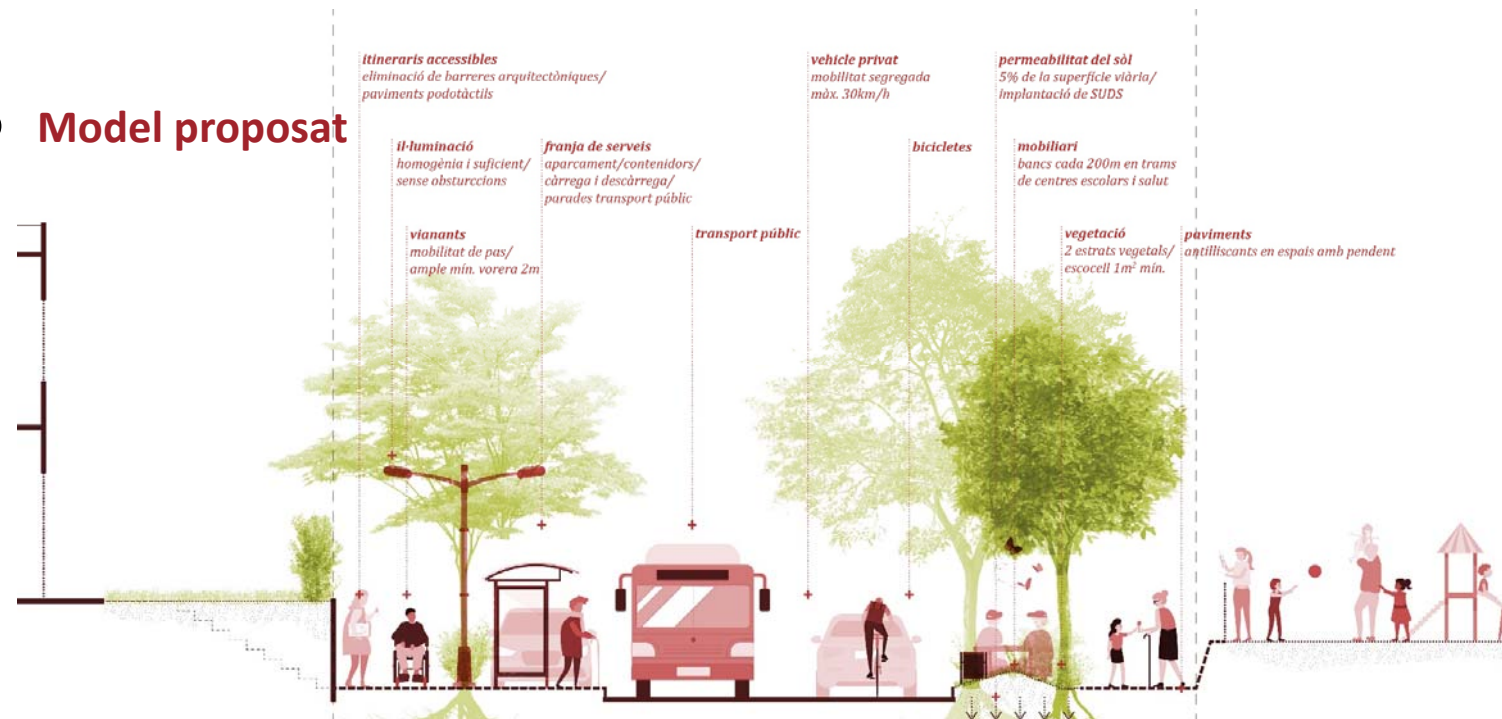 Model proposat
itineraris accessibles
eliminació de barreres arquitectòniques/
paviments podotàctils
il·luminació
homogènia i suficient/
sense obsturccions
vianants
mobilitat de pas/
ample mín. vorera 2m
franja de serveis
aparcament/contenidors/
càrrega i descàrrega/
parades transport públic
transport públic
vehicle privat
mobilitat segregada
màx. 30km/h
bicicletes
permeabilitat del sòl
5% de la superfície viària/
implantació de SUDS
mobiliari
bancs cada 200m en trams
de centres escolars i salut
vegetació
2 estrats vegetals/
escocell 1m² mín.
paviments
antilliscants en espais amb pendent